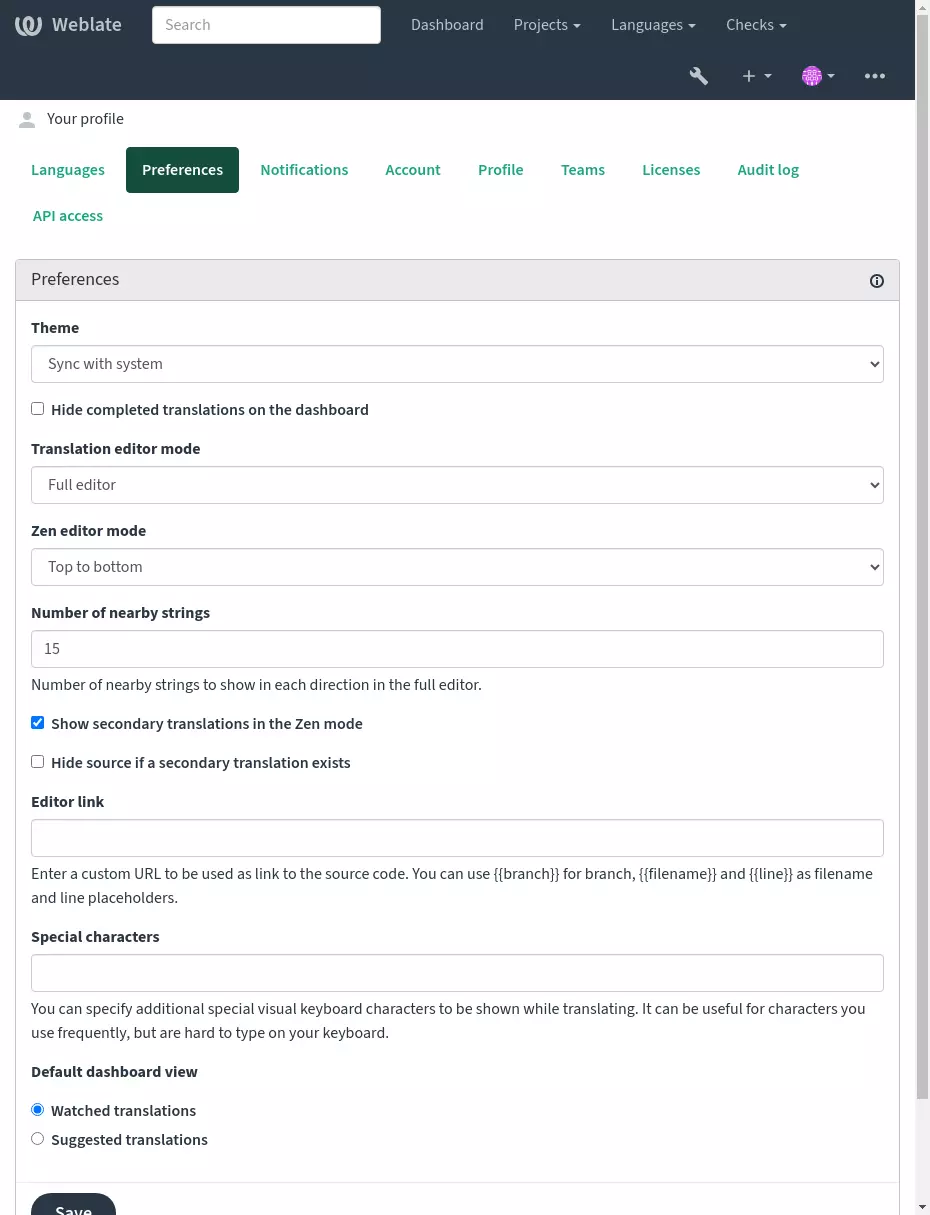 Weblate
Search
Dashboard
Projects
Languages
Checks
Your profile
Languages
Preferences
Notifications
Account
Profile
Teams
Licenses
Audit log
API access
Preferences
Theme
Sync with system
Hide completed translations on the dashboard
Translation editor mode
Full editor
Zen editor mode
Top to bottom
Number of nearby strings
15
Number of nearby strings to show in each direction in the full editor.
Show secondary translations in the Zen mode
Hide source if a secondary translation exists
Editor link
Enter a custom URL to be used as link to the source code. You can use {{branch}} for branch, {{filename}} and {{line}} as filename
and line placeholders.
Special characters
You can specify additional special visual keyboard characters to be shown while translating. It can be useful for characters you
use frequently, but are hard to type on your keyboard.
Default dashboard view
Watched translations
Suggested translations
Save